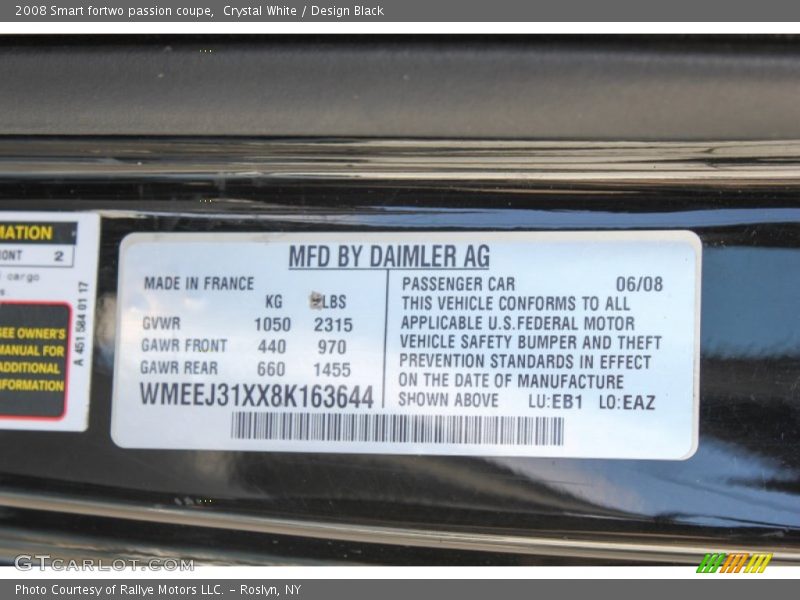 2008 Smart fortwo passion coupe,  Crystal White / Design Black
MATION
2
cargo
SEE OWNER'S
MANUAL FOR
ADDITIONAL
INFORMATION
A 451 584 01 17
MFD BY DAIMLER AG
MADE IN FRANCE
KG LBS
GVWR 1050 2315
GAWR FRONT 440 970
GAWR REAR 660 1455
WMEEJ31XX8K163644
PASSENGER CAR 06/08
THIS VEHICLE CONFORMS TO ALL
APPLICABLE U.S.FEDERAL MOTOR
VEHICLE SAFETY BUMPER AND THEFT
PREVENTION STANDARDS IN EFFECT
ON THE DATE OF MANUFACTURE
SHOWN ABOVE LU:EB1 LO:EAZ
GTCARLOT.COM
Photo Courtesy of Rallye Motors LLC. - Roslyn, NY